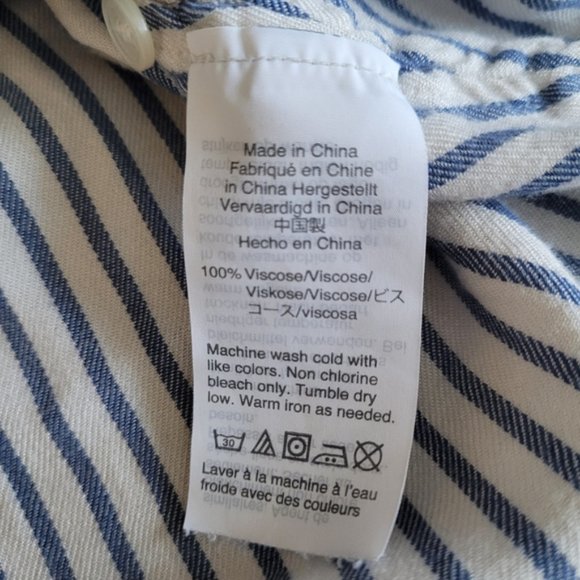 Made in China
Fabriqué en Chine
in China Hergestellt
Vervaardigd in China
中国製
Hecho en China
100% Viscose/Viscose/
Viskose/Viscose/ビス
コース/viscosa
Machine wash cold with
like colors. Non chlorine
bleach only. Tumble dry
low. Warm iron as needed.
30
Laver à la machine à l'eau
froide avec des couleurs